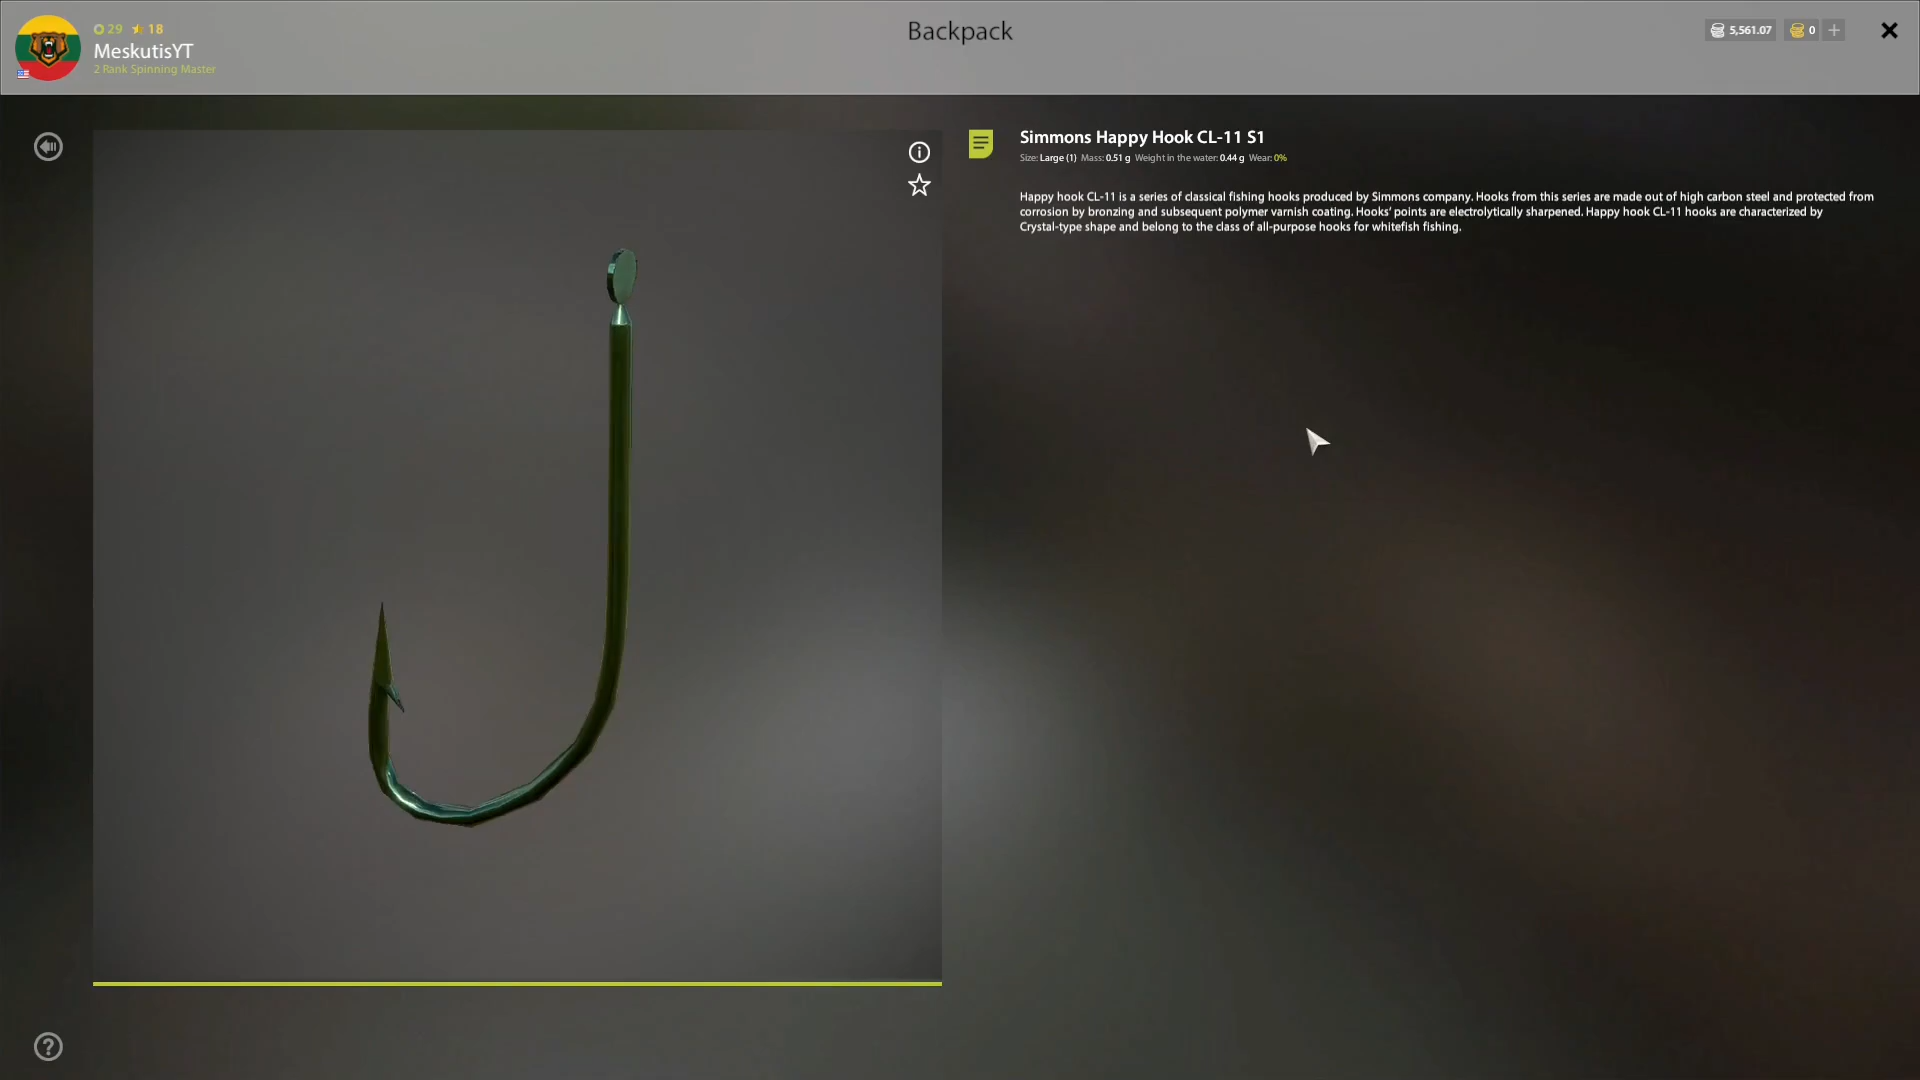 29 18
MeskutisYT
2 Rank Spinning Master
Backpack
5,561.07 0 +
Simmons Happy Hook CL-11 S1
Size: Large (1) Mass: 0.51 g Weight in the water: 0.44 g Wear: 0%
Happy hook CL-11 is a series of classical fishing hooks produced by Simmons company. Hooks from this series are made out of high carbon steel and protected from
corrosion by bronzing and subsequent polymer varnish coating. Hooks' points are electrolytically sharpened. Happy hook CL-11 hooks are characterized by
Crystal-type shape and belong to the class of all-purpose hooks for whitefish fishing.